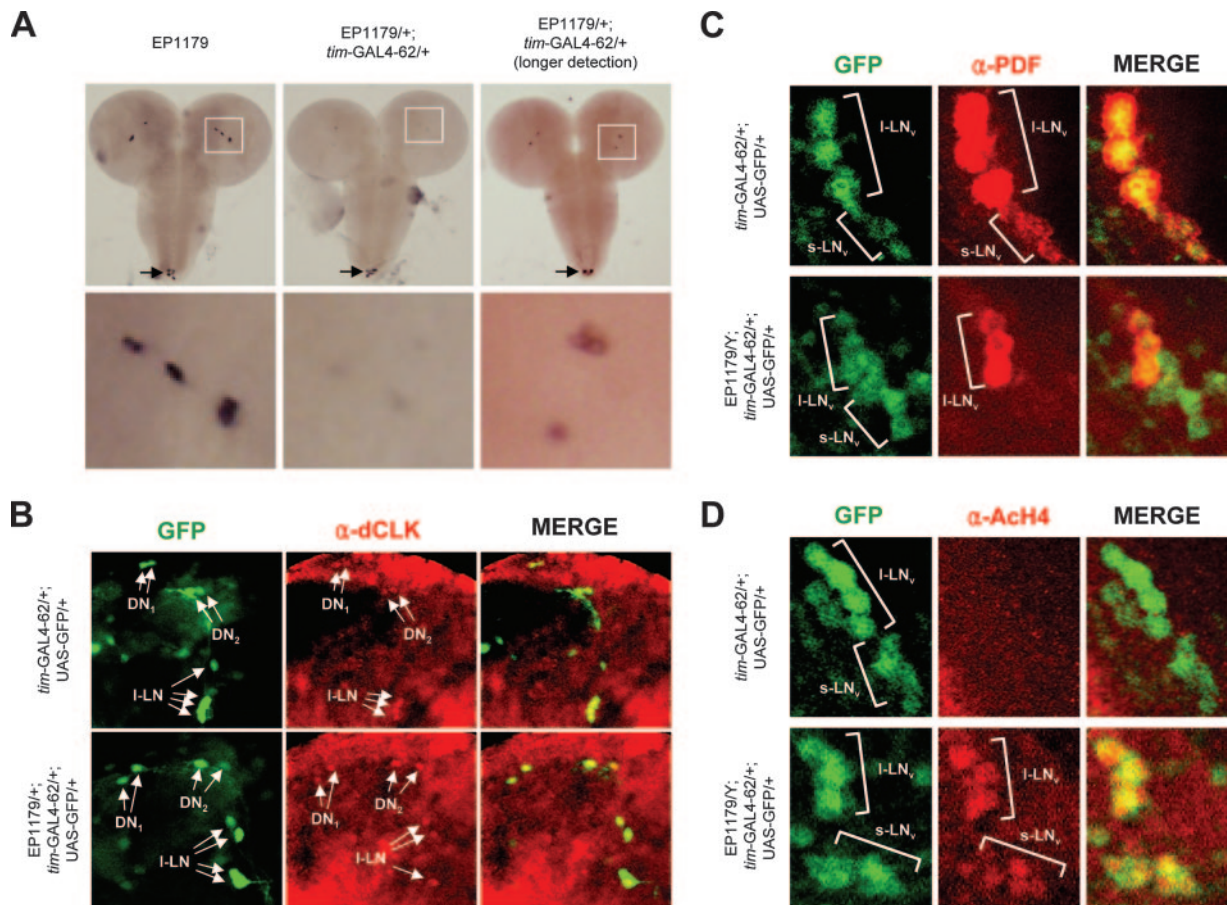 A
EP1179
EP1179/+;
tim-GAL4-62/+
EP1179/+;
tim-GAL4-62/+
(longer detection)
B
GFP
α-dCLK
MERGE
tim-GAL4-62/+;
UAS-GFP/+
DN1
DN2
l-LN
DN1
DN2
l-LN
EP1179/+;
tim-GAL4-62/+;
UAS-GFP/+
DN1
DN2
l-LN
DN1
DN2
l-LN
C
GFP
α-PDF
MERGE
tim-GAL4-62/+;
UAS-GFP/+
l-LNv
s-LNv
l-LNv
s-LNv
EP1179/Y;
tim-GAL4-62/+;
UAS-GFP/+
l-LNv
s-LNv
l-LNv
D
GFP
α-AcH4
MERGE
tim-GAL4-62/+;
UAS-GFP/+
l-LNv
s-LNv
EP1179/Y;
tim-GAL4-62/+;
UAS-GFP/+
l-LNv
s-LNv
l-LNv
s-LNv